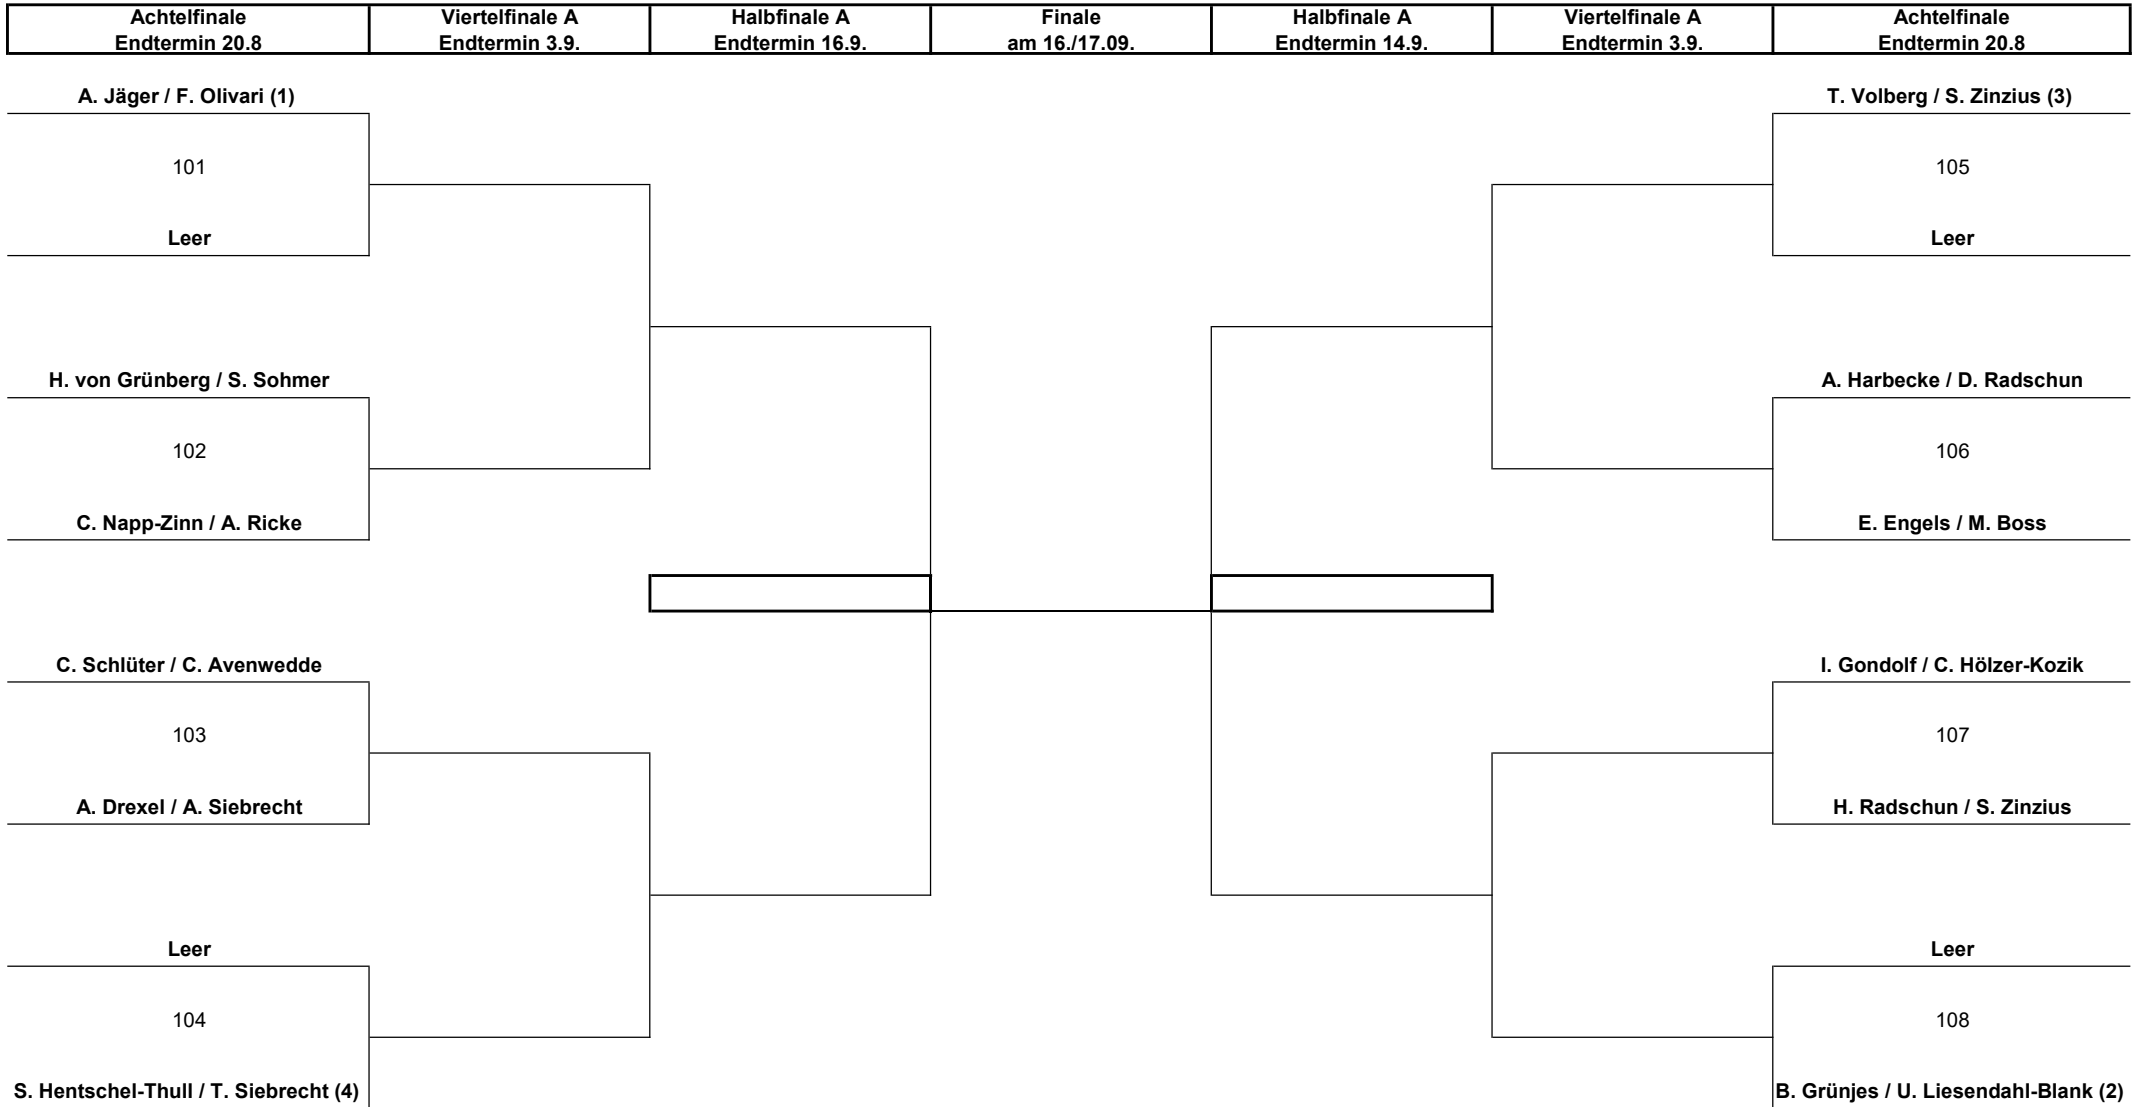 Achtelfinale
Endtermin 20.8
Viertelfinale A
Endtermin 3.9.
Halbfinale A
Endtermin 16.9.
Finale
am 16./17.09.
Halbfinale A
Endtermin 14.9.
Viertelfinale A
Endtermin 3.9.
Achtelfinale
Endtermin 20.8
A. Jäger / F. Olivari (1)
T. Volberg / S. Zinzius (3)
101
105
Leer
Leer
H. von Grünberg / S. Sohmer
A. Harbecke / D. Radschun
102
106
C. Napp-Zinn / A. Ricke
E. Engels / M. Boss
C. Schlüter / C. Avenwedde
I. Gondolf / C. Hölzer-Kozik
103
107
A. Drexel / A. Siebrecht
H. Radschun / S. Zinzius
Leer
Leer
104
108
S. Hentschel-Thull / T. Siebrecht (4)
B. Grünjes / U. Liesendahl-Blank (2)